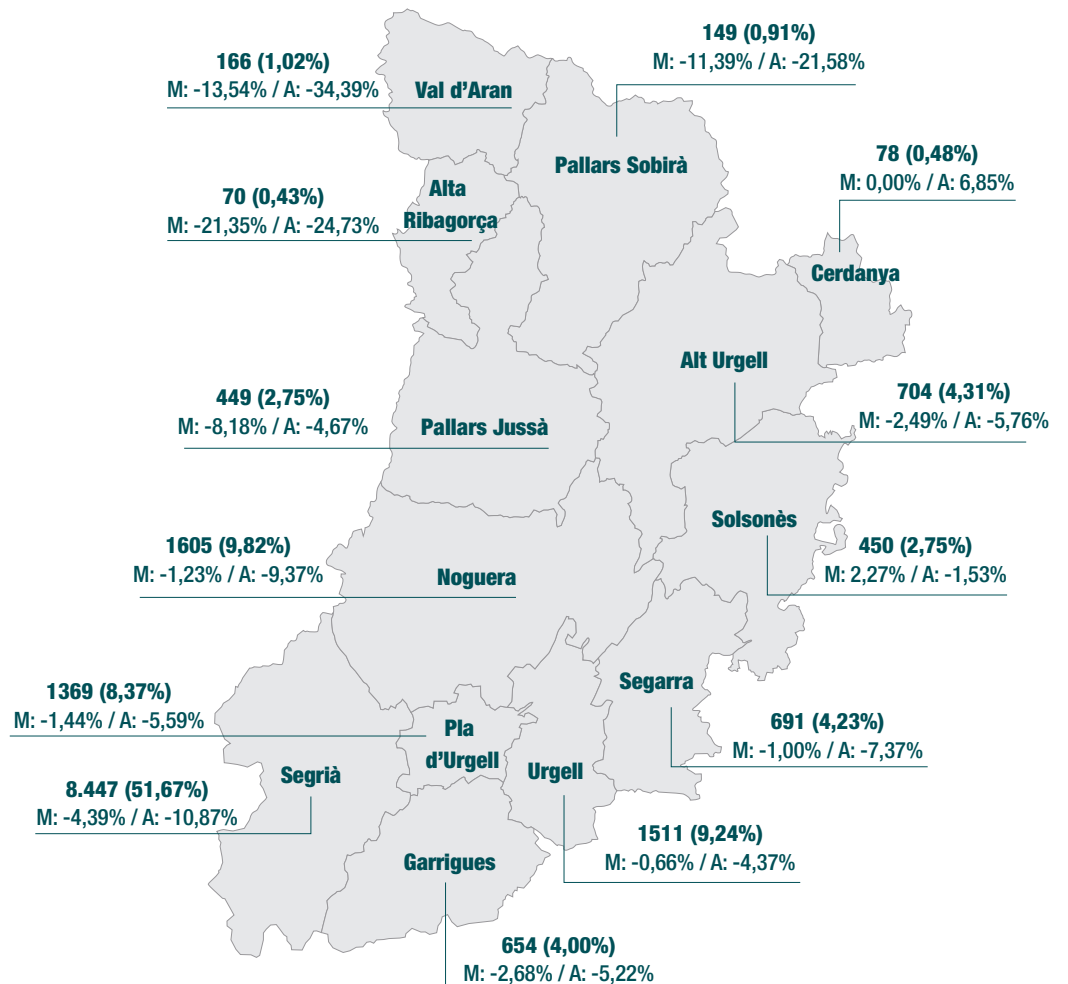 149 (0,91%)
M: -11,39% / A: -21,58%
166 (1,02%)
M: -13,54% / A: -34,39%
Val d'Aran
Pallars Sobirà
78 (0,48%)
M: 0,00% / A: 6,85%
70 (0,43%)
M: -21,35% / A: -24,73%
Alta
Ribagorça
Cerdanya
Alt Urgell
704 (4,31%)
M: -2,49% / A: -5,76%
449 (2,75%)
M: -8,18% / A: -4,67%
Pallars Jussà
Solsonès
450 (2,75%)
M: 2,27% / A: -1,53%
1605 (9,82%)
M: -1,23% / A: -9,37%
Noguera
Segarra
691 (4,23%)
M: -1,00% / A: -7,37%
1369 (8,37%)
M: -1,44% / A: -5,59%
Pla
d'Urgell
Urgell
Segrià
8.447 (51,67%)
M: -4,39% / A: -10,87%
1511 (9,24%)
M: -0,66% / A: -4,37%
Garrigues
654 (4,00%)
M: -2,68% / A: -5,22%